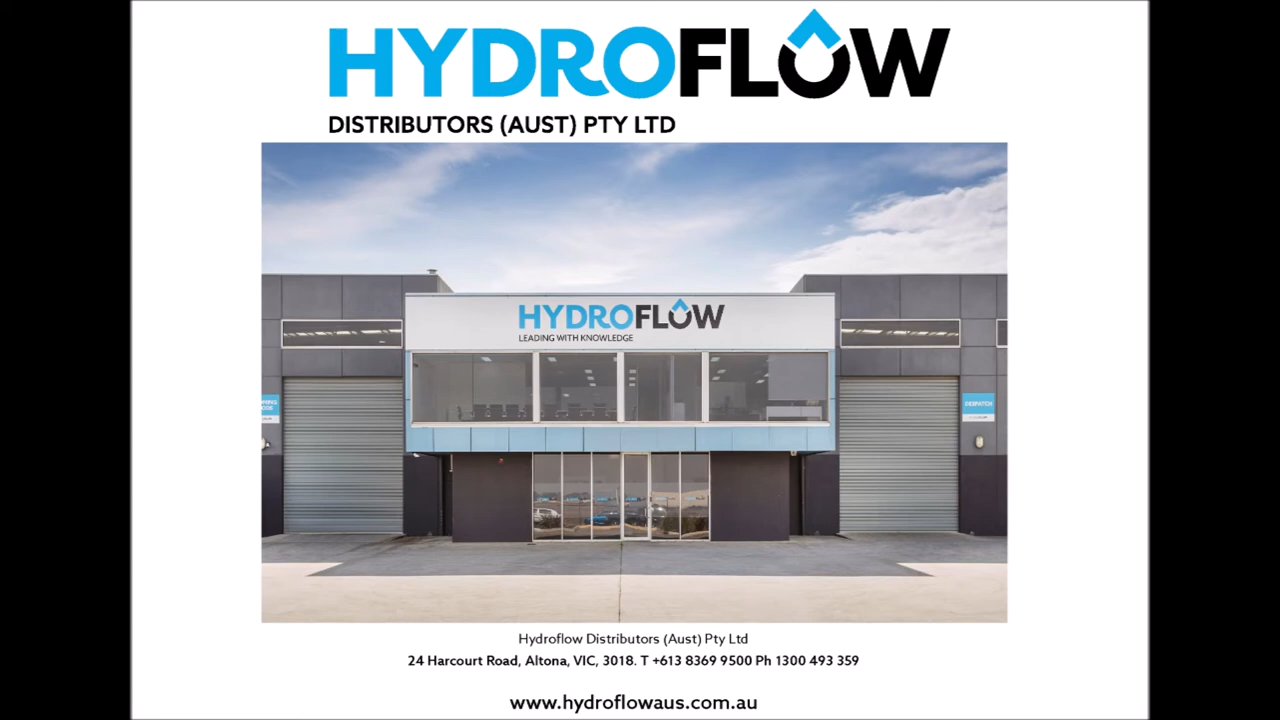 HYDROFLOW
DISTRIBUTORS (AUST) PTY LTD
HYDROFLOW
LEADING WITH KNOWLEDGE
DESPATCH
Hydroflow Distributors (Aust) Pty Ltd
24 Harcourt Road, Altona, VIC, 3018. T +613 8369 9500 Ph 1300 493 359
www.hydroflowaus.com.au